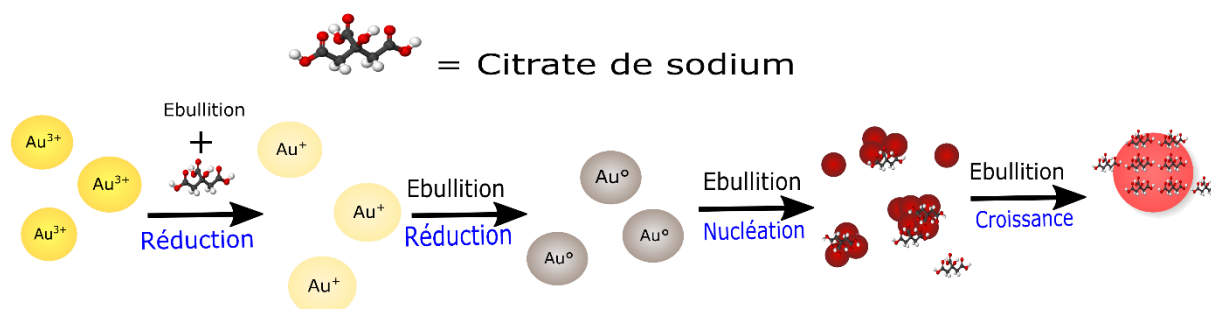 = Citrate de sodium
Ebullition
+
Réduction
Au³⁺
Au³⁺
Au³⁺
Au⁺
Au⁺
Au⁺
Ebullition
Réduction
Au°
Au°
Au°
Ebullition
Nucléation
Ebullition
Croissance